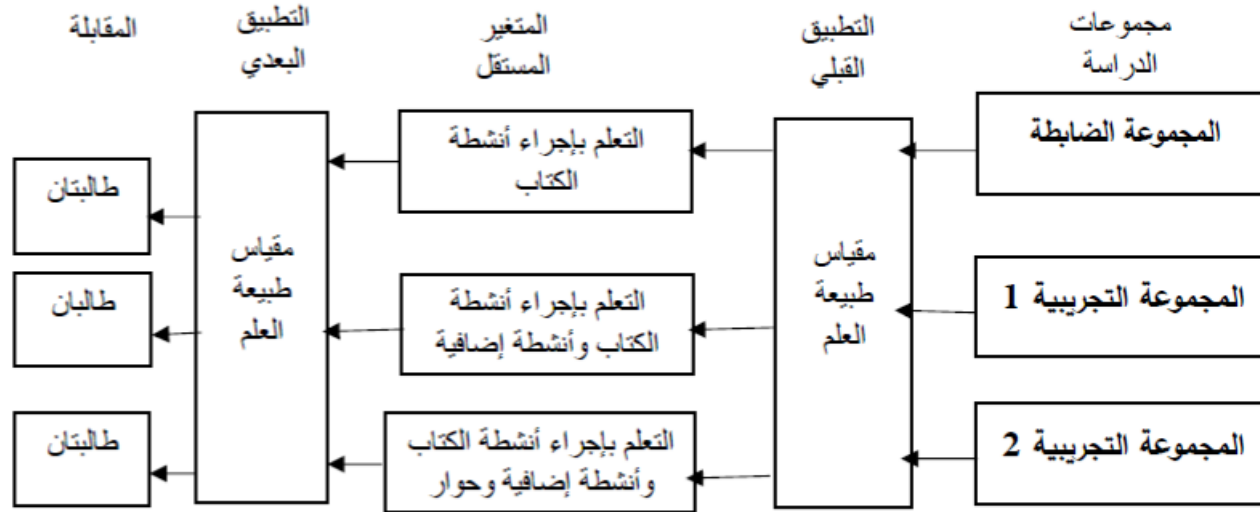 مجموعات
الدراسة
التطبيق
القبلي
المتغير
المستقل
التطبيق
البعدي
المقابلة
المجموعة الضابطة
المجموعة التجريبية 1
المجموعة التجريبية 2
مقياس
طبيعة
العلم
التعلم بإجراء أنشطة
الكتاب
التعلم بإجراء أنشطة
الكتاب وأنشطة إضافية
التعلم بإجراء أنشطة الكتاب
وأنشطة إضافية وحوار
مقياس
طبيعة
العلم
طالبتان
طالبان
طالبتان